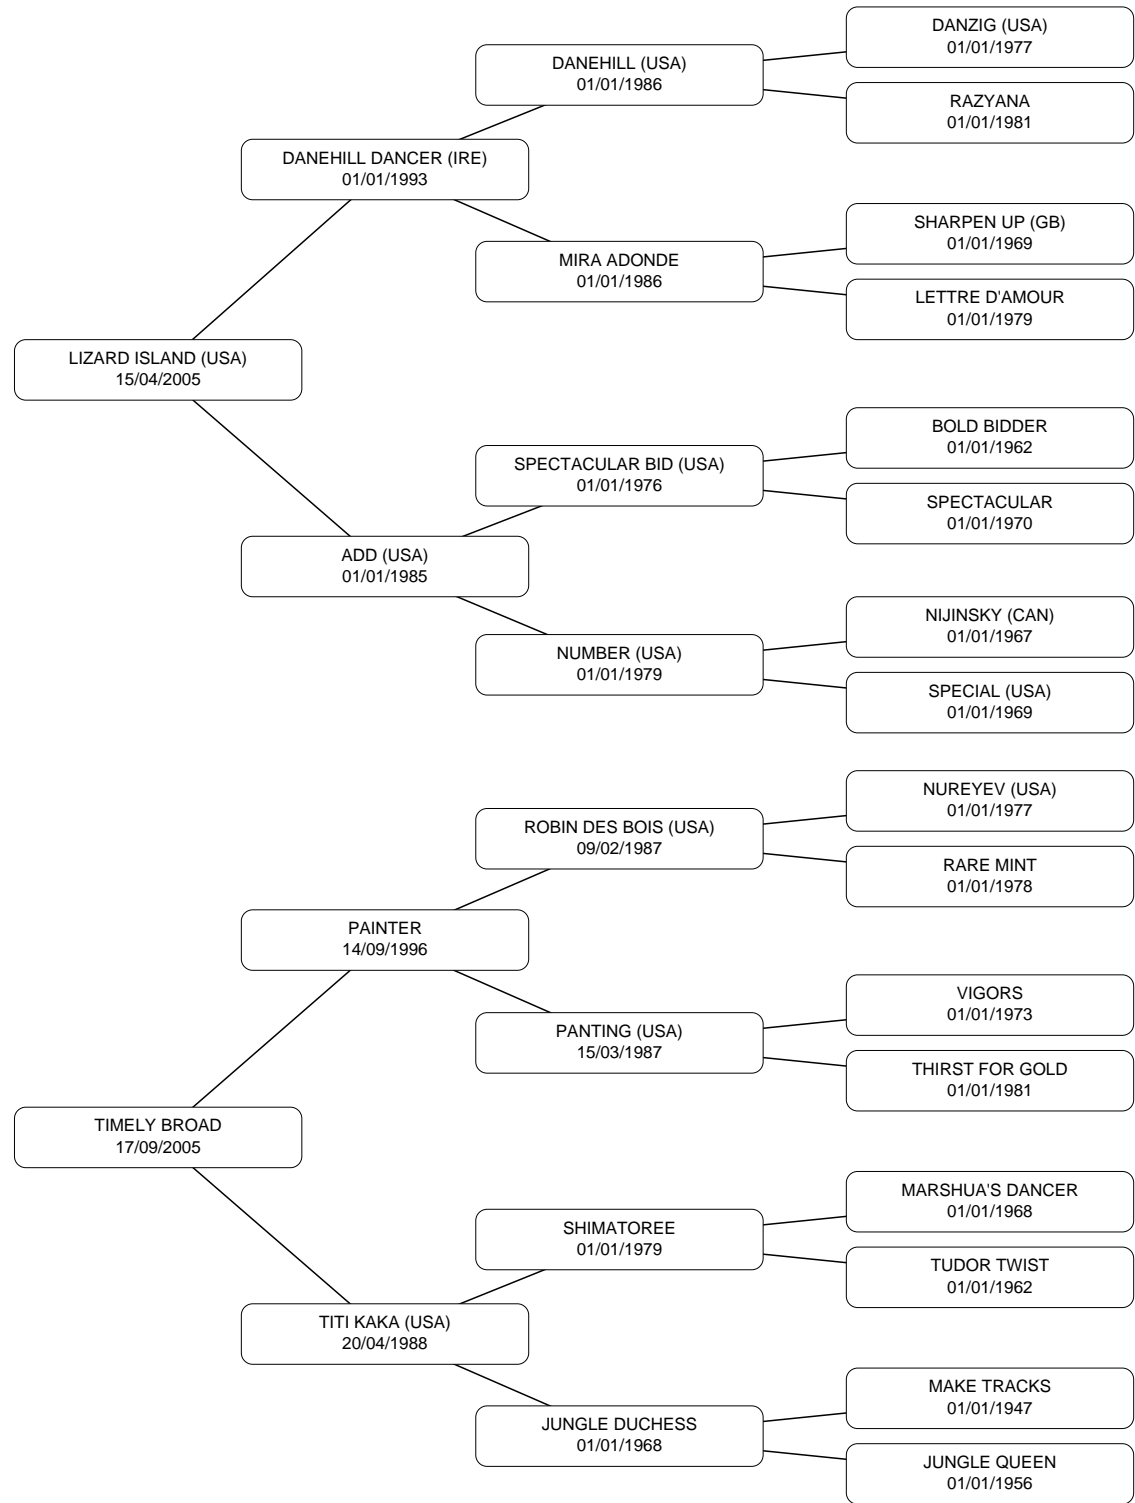 DANZIG (USA)
01/01/1977
DANEHILL (USA)
01/01/1986
RAZYANA
01/01/1981
DANEHILL DANCER (IRE)
01/01/1993
SHARPEN UP (GB)
01/01/1969
MIRA ADONDE
01/01/1986
LETTRE D'AMOUR
01/01/1979
LIZARD ISLAND (USA)
15/04/2005
BOLD BIDDER
01/01/1962
SPECTACULAR BID (USA)
01/01/1976
SPECTACULAR
01/01/1970
ADD (USA)
01/01/1985
NIJINSKY (CAN)
01/01/1967
NUMBER (USA)
01/01/1979
SPECIAL (USA)
01/01/1969
NUREYEV (USA)
01/01/1977
ROBIN DES BOIS (USA)
09/02/1987
RARE MINT
01/01/1978
PAINTER
14/09/1996
VIGORS
01/01/1973
PANTING (USA)
15/03/1987
THIRST FOR GOLD
01/01/1981
TIMELY BROAD
17/09/2005
MARSHUA'S DANCER
01/01/1968
SHIMATOREE
01/01/1979
TUDOR TWIST
01/01/1962
TITI KAKA (USA)
20/04/1988
MAKE TRACKS
01/01/1947
JUNGLE DUCHESS
01/01/1968
JUNGLE QUEEN
01/01/1956